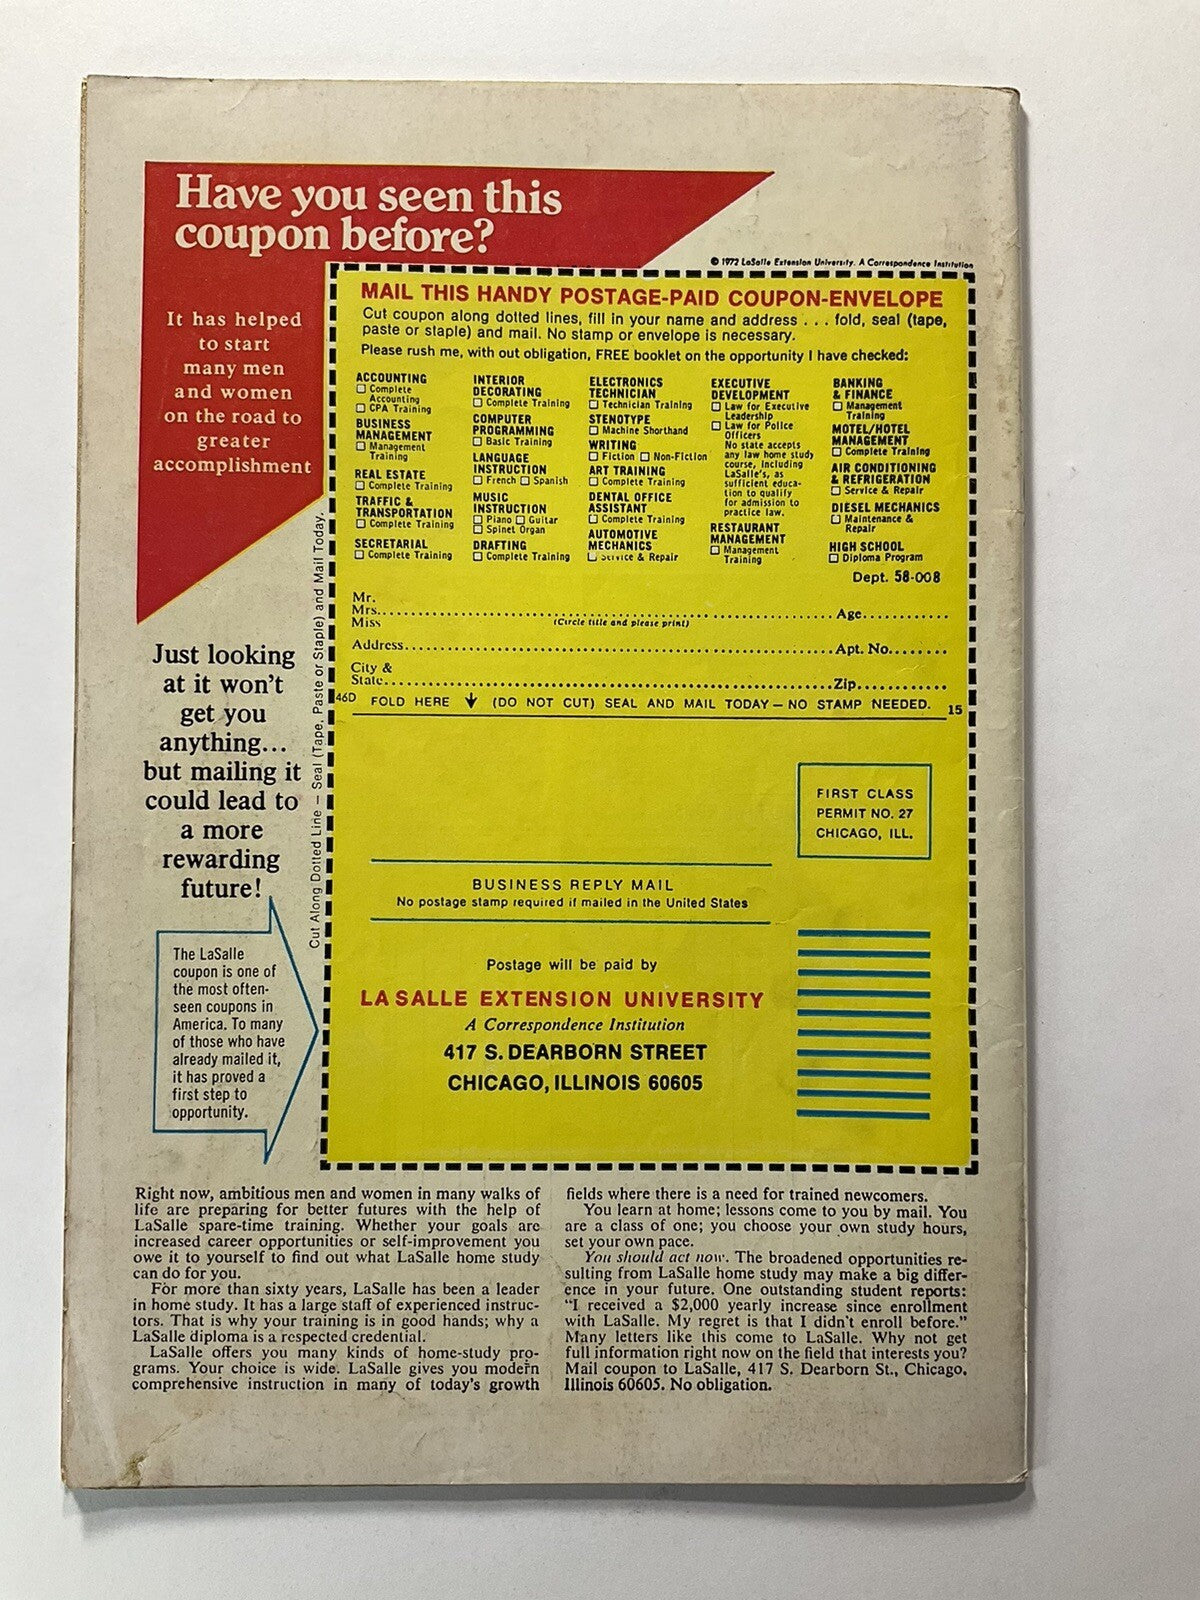 Have you seen this
coupon before?
It has helped
to start
many men
and women
on the road to
greater
accomplishment
Just looking
at it won't
get you
anything...
but mailing it
could lead to
a more
rewarding
future!
The LaSalle
coupon is one of
the most often-
seen coupons in
America. To many
of those who have
already mailed it,
it has proved a
first step to
opportunity.
Cut Along Dotted Line — Seal (Tape, Paste or Staple) and Mail Today.
© 1972 LaSalle Extension University. A Correspondence Institution
MAIL THIS HANDY POSTAGE-PAID COUPON-ENVELOPE
Cut coupon along dotted lines, fill in your name and address . . . fold, seal (tape,
paste or staple) and mail. No stamp or envelope is necessary.
Please rush me, with out obligation, FREE booklet on the opportunity I have checked:
ACCOUNTING
Complete
Accounting
CPA Training
BUSINESS
MANAGEMENT
Management
Training
REAL ESTATE
Complete Training
TRAFFIC &
TRANSPORTATION
Complete Training
SECRETARIAL
Complete Training
INTERIOR
DECORATING
Complete Training
COMPUTER
PROGRAMMING
Basic Training
LANGUAGE
INSTRUCTION
French Spanish
MUSIC
INSTRUCTION
Piano Guitar
Spinet Organ
DRAFTING
Complete Training
ELECTRONICS
TECHNICIAN
Technician Training
STENOTYPE
Machine Shorthand
WRITING
Fiction Non-Fiction
ART TRAINING
Complete Training
DENTAL OFFICE
ASSISTANT
Complete Training
AUTOMOTIVE
MECHANICS
Service & Repair
EXECUTIVE
DEVELOPMENT
Law for Executive
Leadership
Law for Police
Officers
No state accepts
any law home study
course, including
LaSalle's, as
sufficient educa-
tion to qualify
for admission to
practice law.
RESTAURANT
MANAGEMENT
Management
Training
BANKING
& FINANCE
Management
Training
MOTEL/HOTEL
MANAGEMENT
Complete Training
AIR CONDITIONING
& REFRIGERATION
Service & Repair
DIESEL MECHANICS
Maintenance &
Repair
HIGH SCHOOL
Diploma Program
Dept. 58-008
Mr.
Mrs. Age
Miss (Circle title and please print)
Address Apt. No.
City &
State Zip
46D FOLD HERE ↓ (DO NOT CUT) SEAL AND MAIL TODAY — NO STAMP NEEDED. 15
FIRST CLASS
PERMIT NO. 27
CHICAGO, ILL.
BUSINESS REPLY MAIL
No postage stamp required if mailed in the United States
Postage will be paid by
LA SALLE EXTENSION UNIVERSITY
A Correspondence Institution
417 S. DEARBORN STREET
CHICAGO, ILLINOIS 60605
Right now, ambitious men and women in many walks of
life are preparing for better futures with the help of
LaSalle spare-time training. Whether your goals are
increased career opportunities or self-improvement you
owe it to yourself to find out what LaSalle home study
can do for you.
For more than sixty years, LaSalle has been a leader
in home study. It has a large staff of experienced instruc-
tors. That is why your training is in good hands; why a
LaSalle diploma is a respected credential.
LaSalle offers you many kinds of home-study pro-
grams. Your choice is wide. LaSalle gives you modern
comprehensive instruction in many of today's growth
fields where there is a need for trained newcomers.
You learn at home; lessons come to you by mail. You
are a class of one; you choose your own study hours,
set your own pace.
You should act now. The broadened opportunities re-
sulting from LaSalle home study may make a big differ-
ence in your future. One outstanding student reports:
"I received a $2,000 yearly increase since enrollment
with LaSalle. My regret is that I didn't enroll before."
Many letters like this come to LaSalle. Why not get
full information right now on the field that interests you?
Mail coupon to LaSalle, 417 S. Dearborn St., Chicago,
Illinois 60605. No obligation.